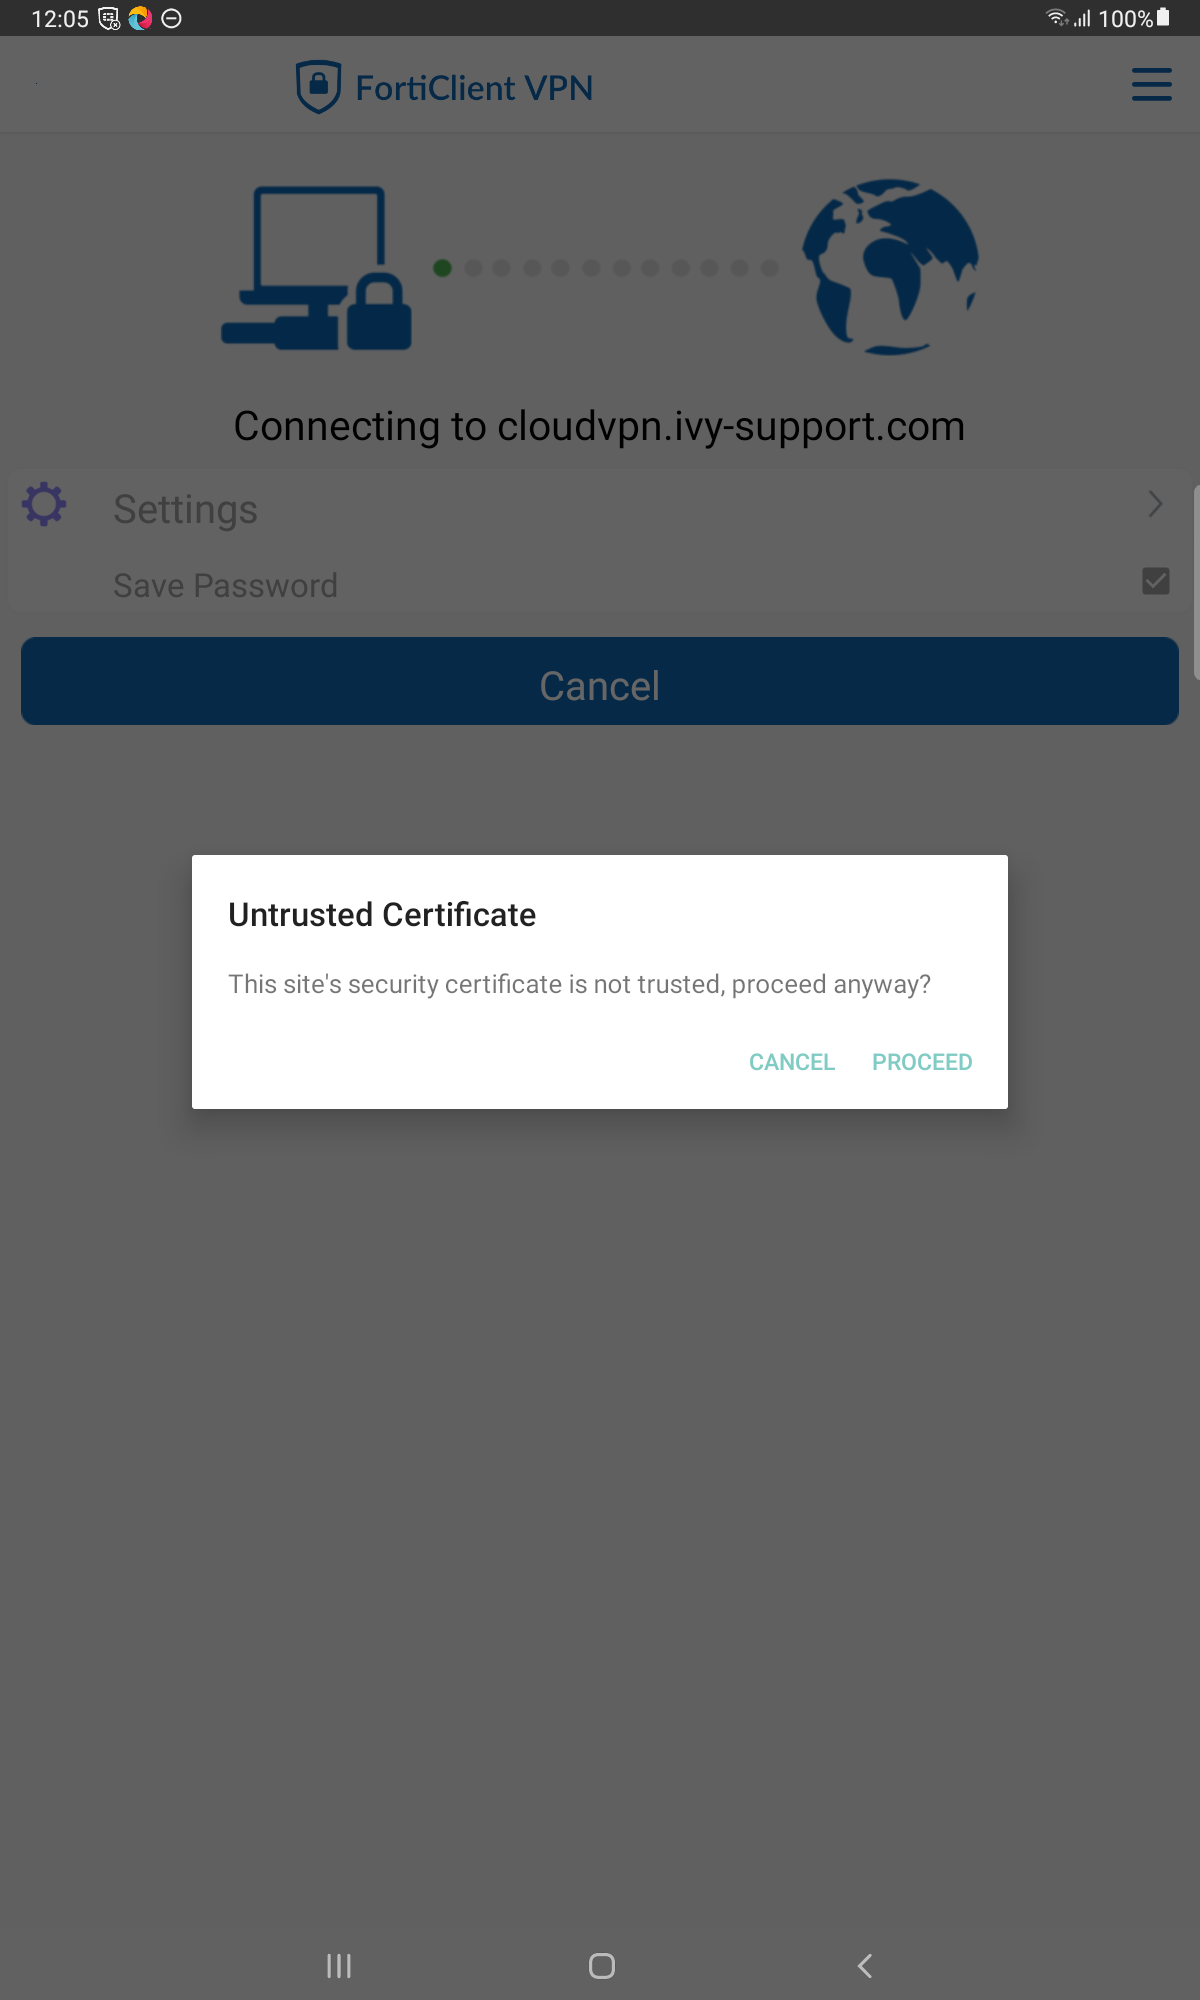 12:05
100%
FortiClient VPN
Connecting to cloudvpn.ivy-support.com
Settings
Save Password
Cancel
Untrusted Certificate
This site's security certificate is not trusted, proceed anyway?
CANCEL PROCEED